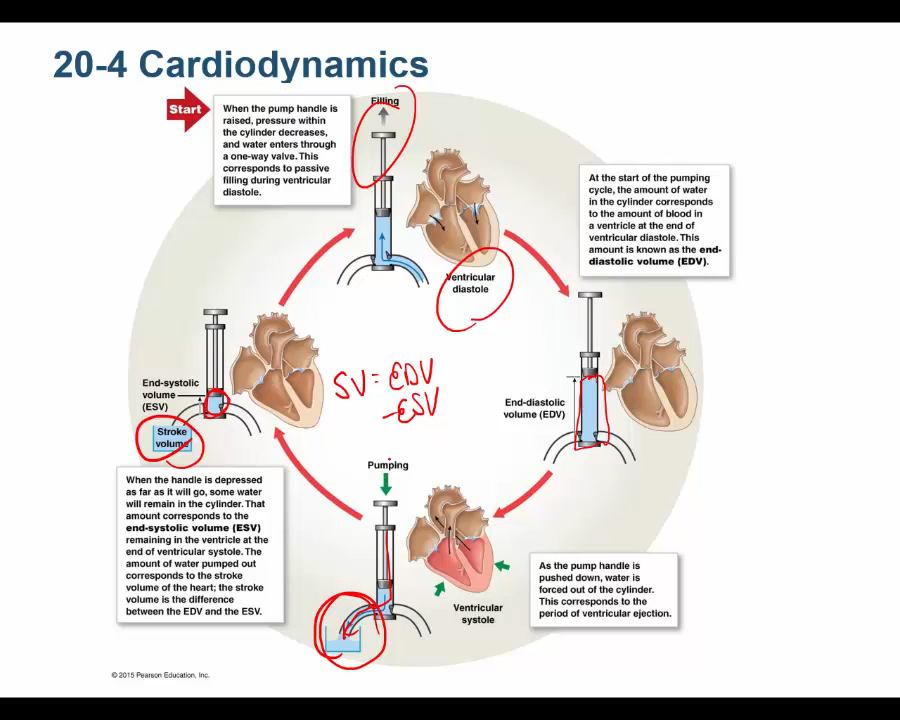 20-4 Cardiodynamics
Start
When the pump handle is
raised, pressure within
the cylinder decreases,
and water enters through
a one-way valve. This
corresponds to passive
filling during ventricular
diastole.
Filling
Ventricular
diastole
At the start of the pumping
cycle, the amount of water
in the cylinder corresponds
to the amount of blood in
a ventricle at the end of
ventricular diastole. This
amount is known as the end-
diastolic volume (EDV).
End-systolic
volume
(ESV)
Stroke
volume
SV = EDV
- ESV
End-diastolic
volume (EDV)
When the handle is depressed
as far as it will go, some water
will remain in the cylinder. That
amount corresponds to the
end-systolic volume (ESV)
remaining in the ventricle at the
end of ventricular systole. The
amount of water pumped out
corresponds to the stroke
volume of the heart; the stroke
volume is the difference
between the EDV and the ESV.
Pumping
Ventricular
systole
As the pump handle is
pushed down, water is
forced out of the cylinder.
This corresponds to the
period of ventricular ejection.
© 2015 Pearson Education, Inc.